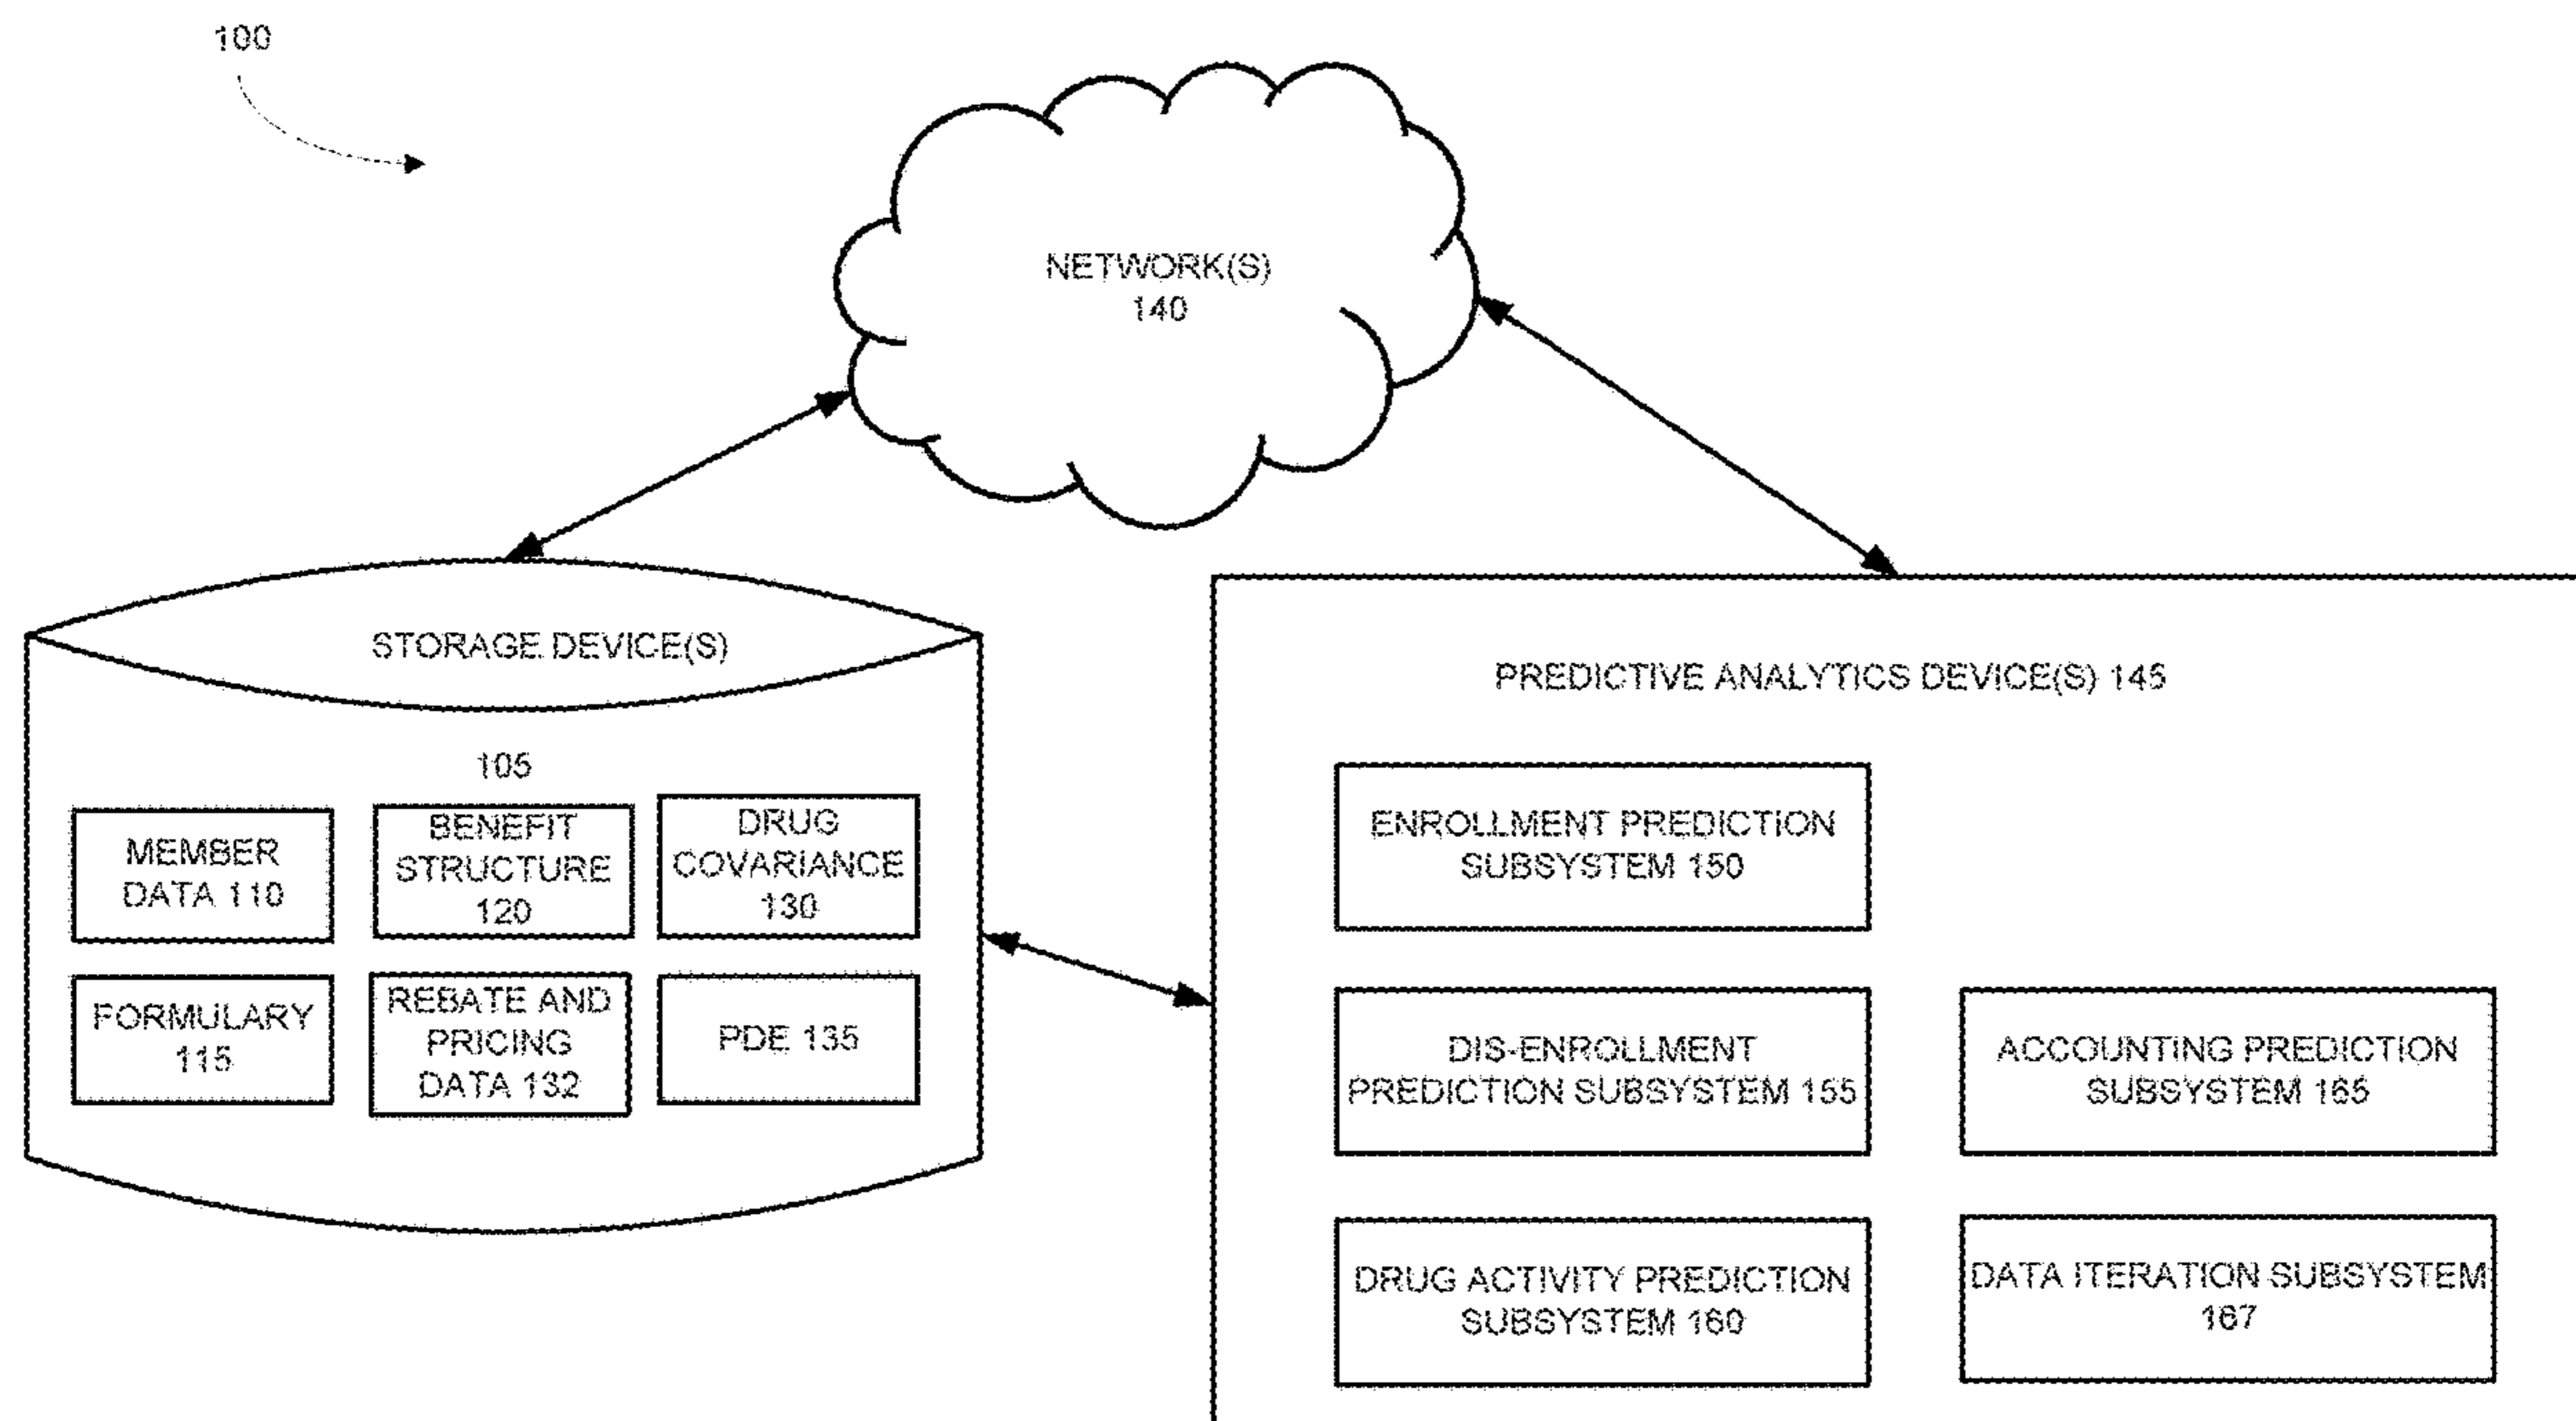 100
NETWORK(S)
140
STORAGE DEVICE(S)
105
MEMBER
DATA 110
BENEFIT
STRUCTURE
120
DRUG
COVARIANCE
130
FORMULARY
115
REBATE AND
PRICING
DATA 132
PDE 135
PREDICTIVE ANALYTICS DEVICE(S) 145
ENROLLMENT PREDICTION
SUBSYSTEM 150
DIS-ENROLLMENT
PREDICTION SUBSYSTEM 155
ACCOUNTING PREDICTION
SUBSYSTEM 165
DRUG ACTIVITY PREDICTION
SUBSYSTEM 160
DATA ITERATION SUBSYSTEM
167